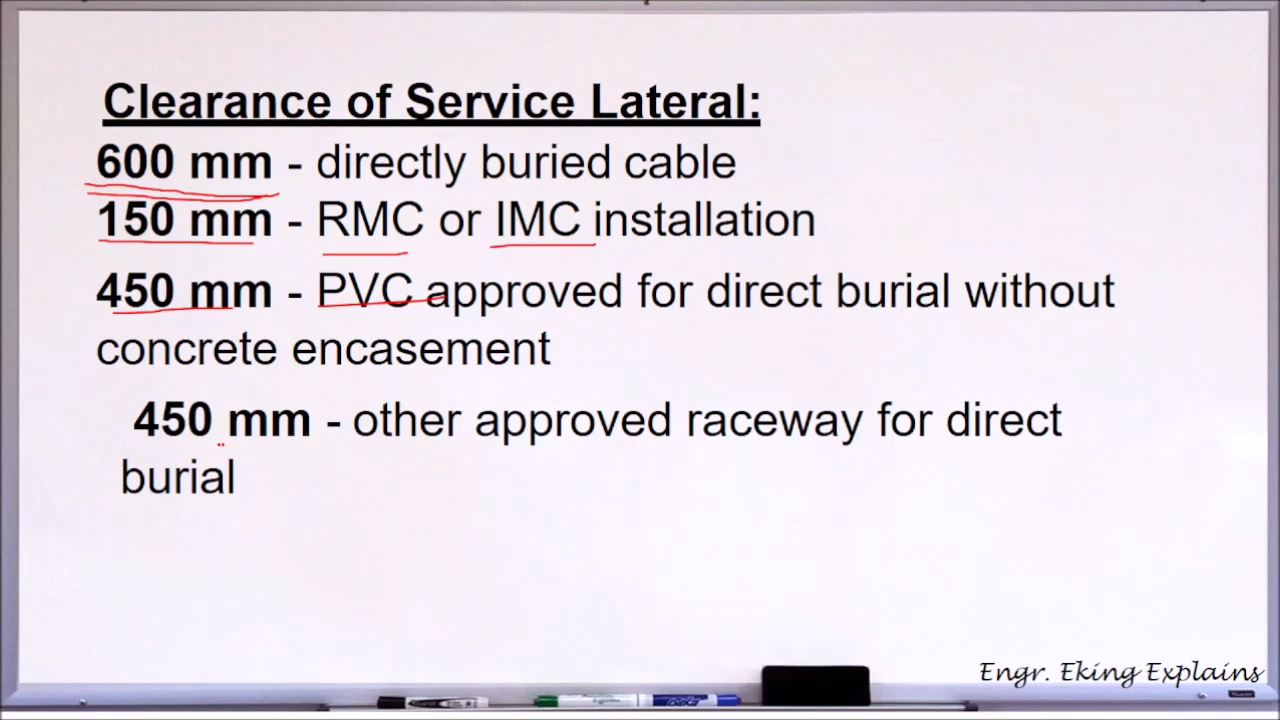 Clearance of Service Lateral:
600 mm - directly buried cable
150 mm - RMC or IMC installation
450 mm - PVC approved for direct burial without
concrete encasement
450 mm - other approved raceway for direct
burial
Engr. Eking Explains